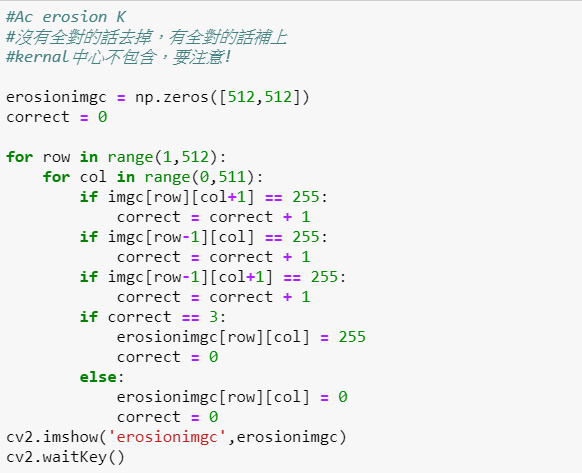 #Ac erosion K
#沒有全對的話去掉，有全對的話補上
#kernal中心不包含，要注意!
erosionimgc = np.zeros([512,512])
correct = 0
for row in range(1,512):
    for col in range(0,511):
        if imgc[row][col+1] == 255:
            correct = correct + 1
        if imgc[row-1][col] == 255:
            correct = correct + 1
        if imgc[row-1][col+1] == 255:
            correct = correct + 1
        if correct == 3:
            erosionimgc[row][col] = 255
            correct = 0
        else:
            erosionimgc[row][col] = 0
            correct = 0
cv2.imshow('erosionimgc',erosionimgc)
cv2.waitKey()